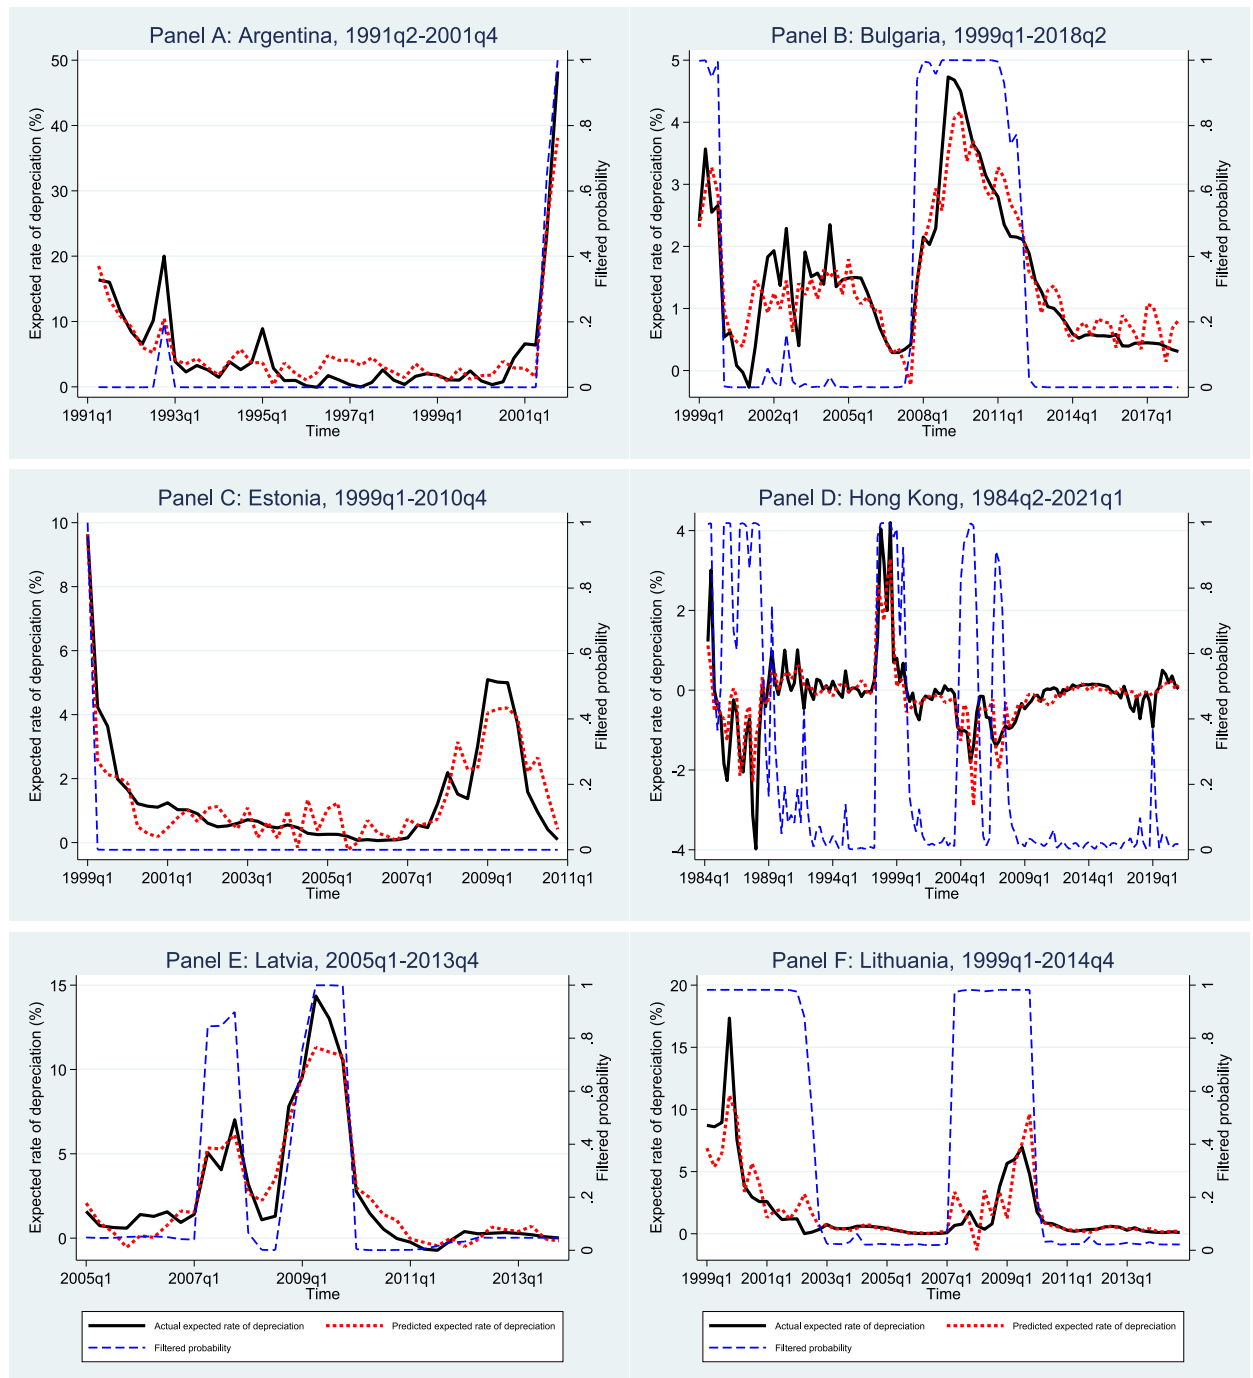 Panel A: Argentina, 1991q2-2001q4
Expected rate of depreciation (%)
50
40
30
20
10
0
1
.8
.6
.4
.2
0
Filtered probability
1991q1 1993q1 1995q1 1997q1 1999q1 2001q1
Time
Panel B: Bulgaria, 1999q1-2018q2
Expected rate of depreciation (%)
5
4
3
2
1
0
1
.8
.6
.4
.2
0
Filtered probability
1999q1 2002q1 2005q1 2008q1 2011q1 2014q1 2017q1
Time
Panel C: Estonia, 1999q1-2010q4
Expected rate of depreciation (%)
10
8
6
4
2
0
1
.8
.6
.4
.2
0
Filtered probability
1999q1 2001q1 2003q1 2005q1 2007q1 2009q1 2011q1
Time
Panel D: Hong Kong, 1984q2-2021q1
Expected rate of depreciation (%)
4
2
0
-2
-4
1
.8
.6
.4
.2
0
Filtered probability
1984q1 1989q1 1994q1 1999q1 2004q1 2009q1 2014q1 2019q1
Time
Panel E: Latvia, 2005q1-2013q4
Expected rate of depreciation (%)
15
10
5
0
1
.8
.6
.4
.2
0
Filtered probability
2005q1 2007q1 2009q1 2011q1 2013q1
Time
Actual expected rate of depreciation Predicted expected rate of depreciation
Filtered probability
Panel F: Lithuania, 1999q1-2014q4
Expected rate of depreciation (%)
20
15
10
5
0
1
.8
.6
.4
.2
0
Filtered probability
1999q1 2001q1 2003q1 2005q1 2007q1 2009q1 2011q1 2013q1
Time
Actual expected rate of depreciation Predicted expected rate of depreciation
Filtered probability